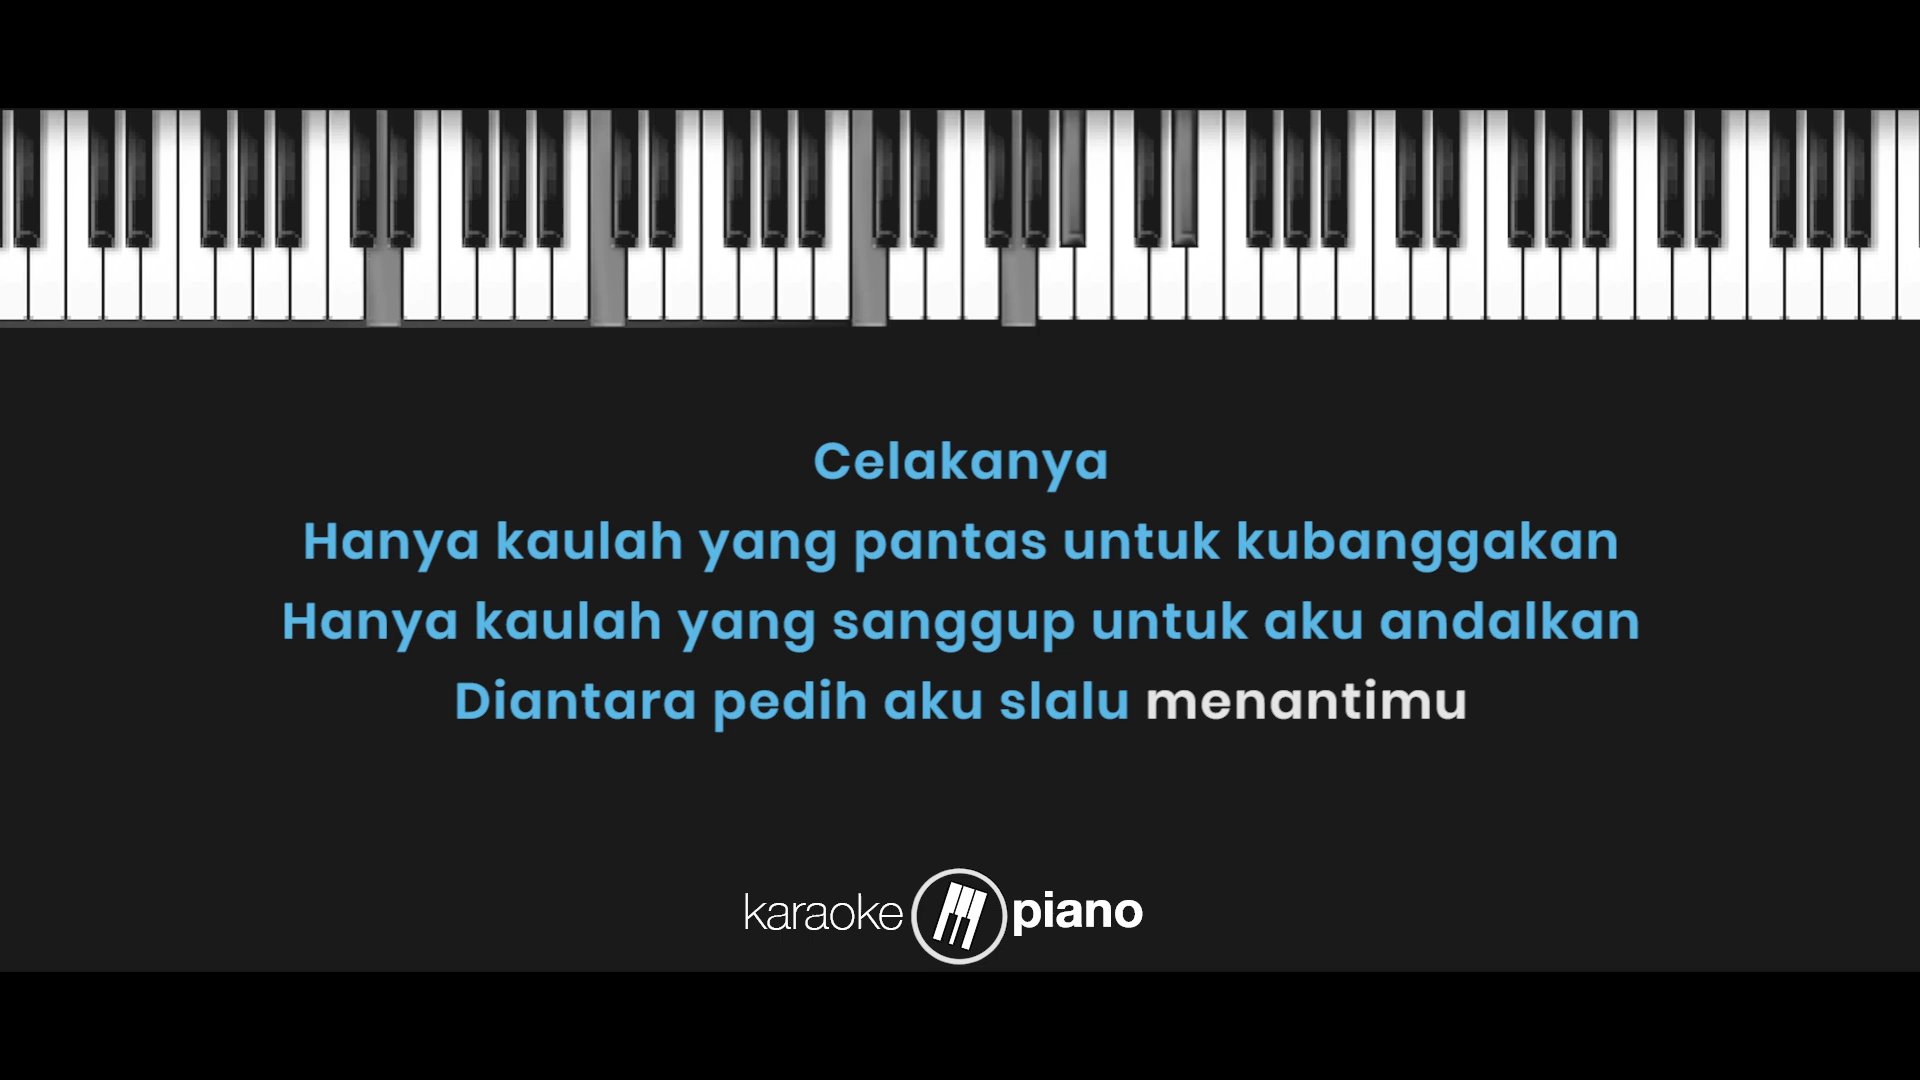 Celakanya
Hanya kaulah yang pantas untuk kubanggakan
Hanya kaulah yang sanggup untuk aku andalkan
Diantara pedih aku slalu menantimu
karaoke piano